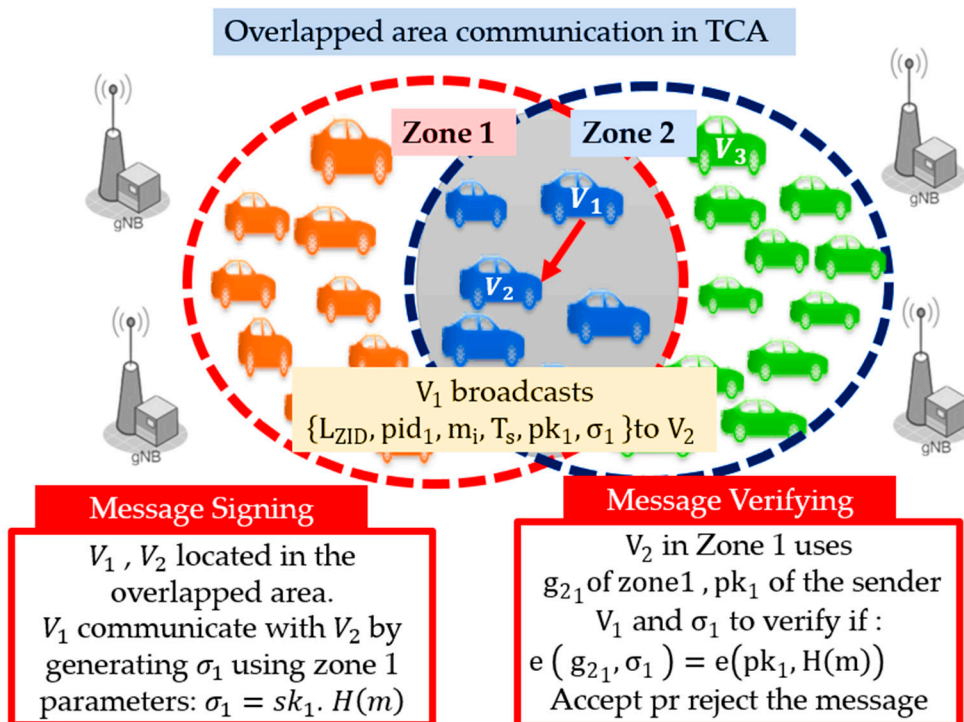 Overlapped area communication in TCA
Zone 1
Zone 2
V₃
V₁
V₂
gNB
gNB
gNB
gNB
V₁ broadcasts
{L_ZID, pid₁, mᵢ, Tₛ, pk₁, σ₁ }to V₂
Message Signing
V₁ , V₂ located in the
overlapped area.
V₁ communicate with V₂ by
generating σ₁ using zone 1
parameters: σ₁ = sk₁. H(m)
Message Verifying
V₂ in Zone 1 uses
g₂₁ of zone1 , pk₁ of the sender
V₁ and σ₁ to verify if :
e ( g₂₁, σ₁ ) = e(pk₁, H(m))
Accept pr reject the message